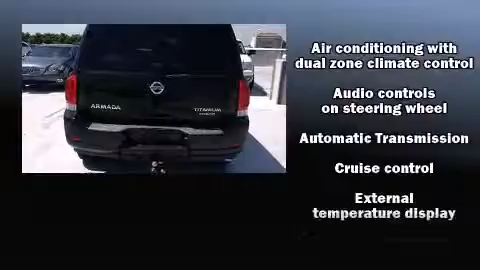 Air conditioning with
dual zone climate control
Audio controls
on steering wheel
Automatic Transmission
Cruise control
External
temperature display
ARMADA
TITANIUM